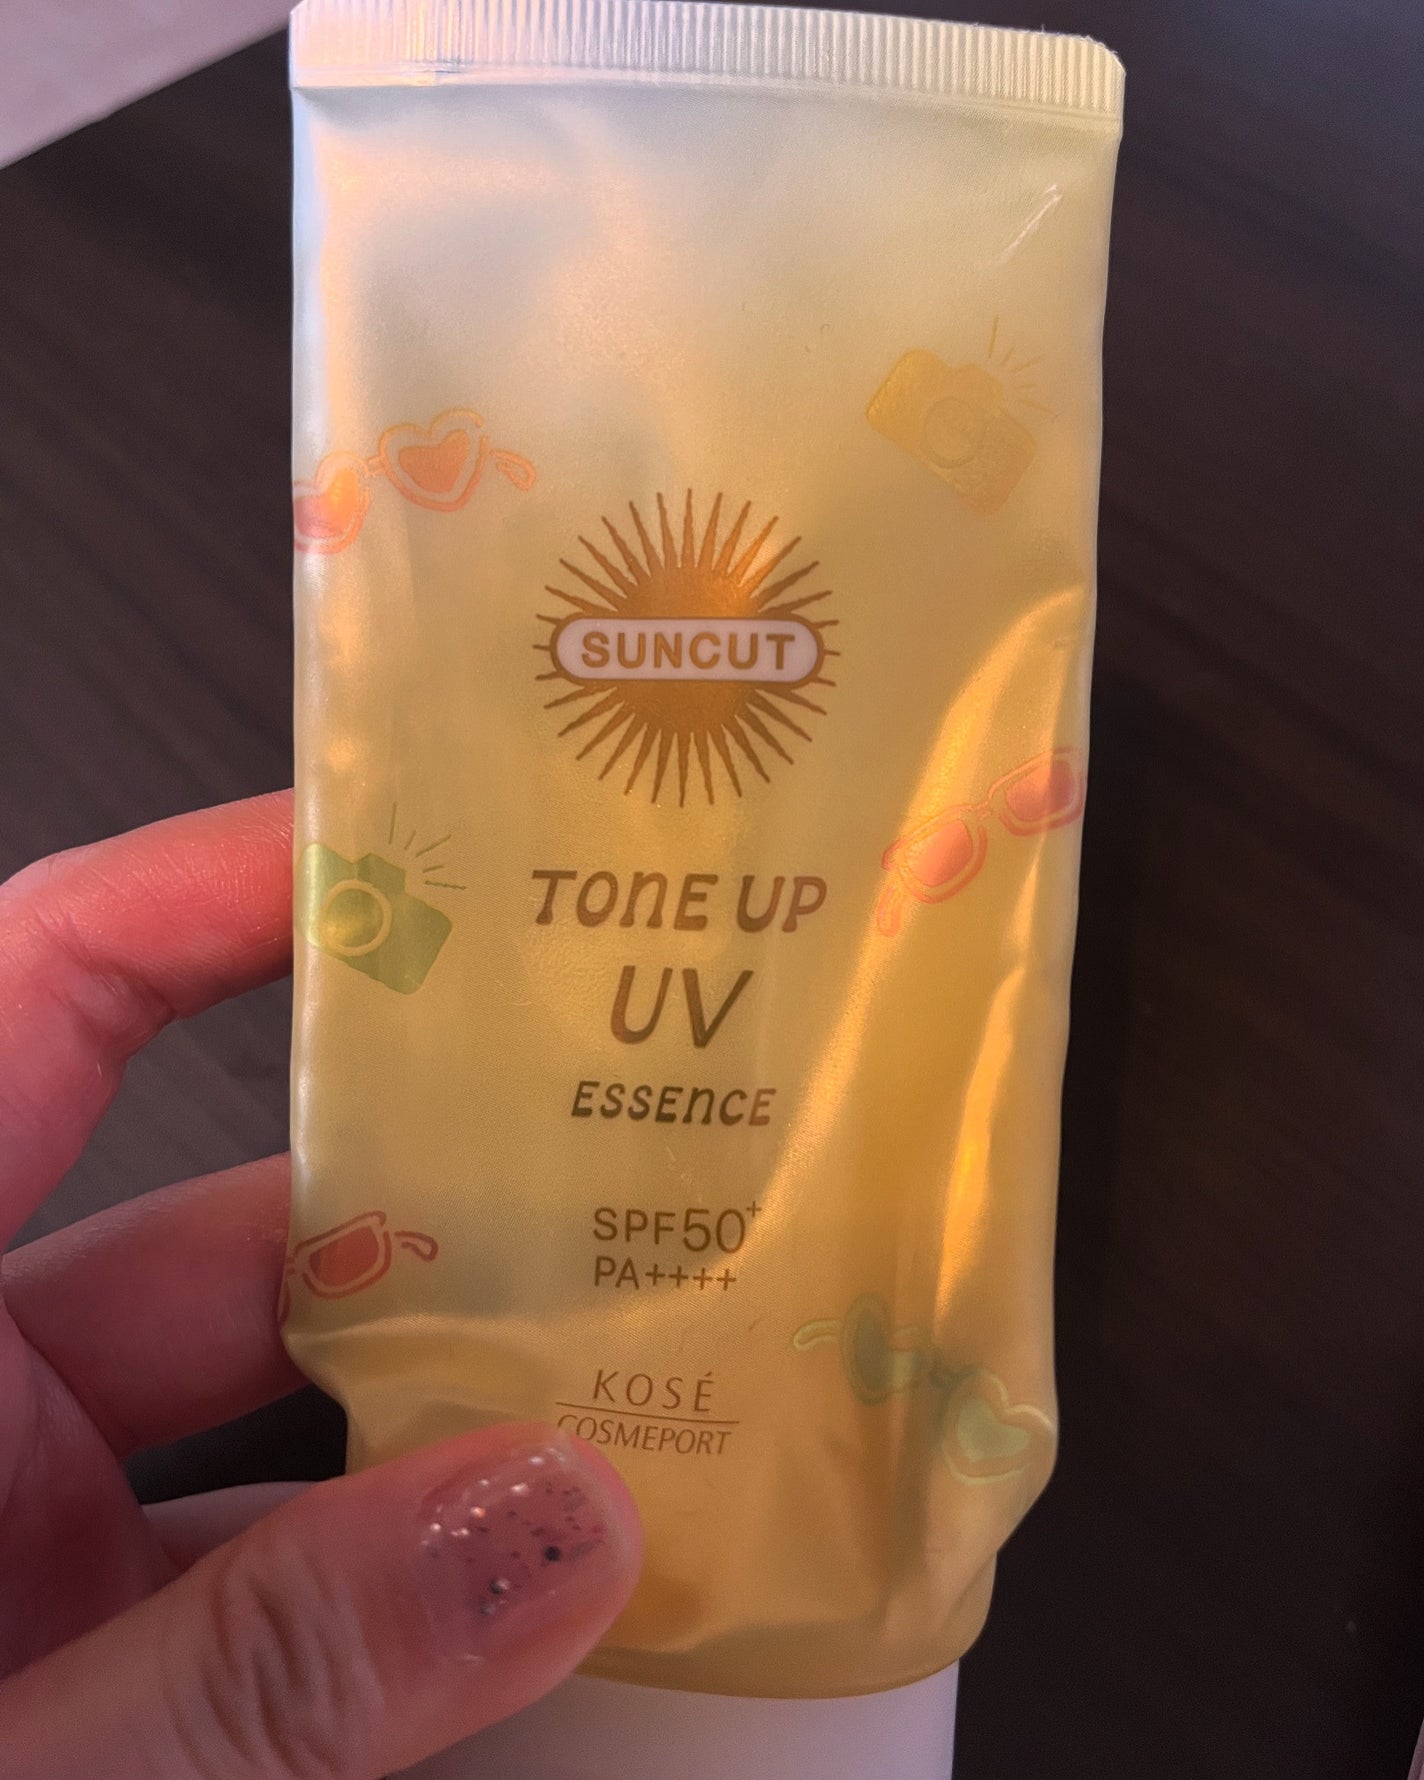 SUNCUT
TONE UP
UV
ESSENCE
SPF50+
PA++++
KOSÉ
COSMEPORT